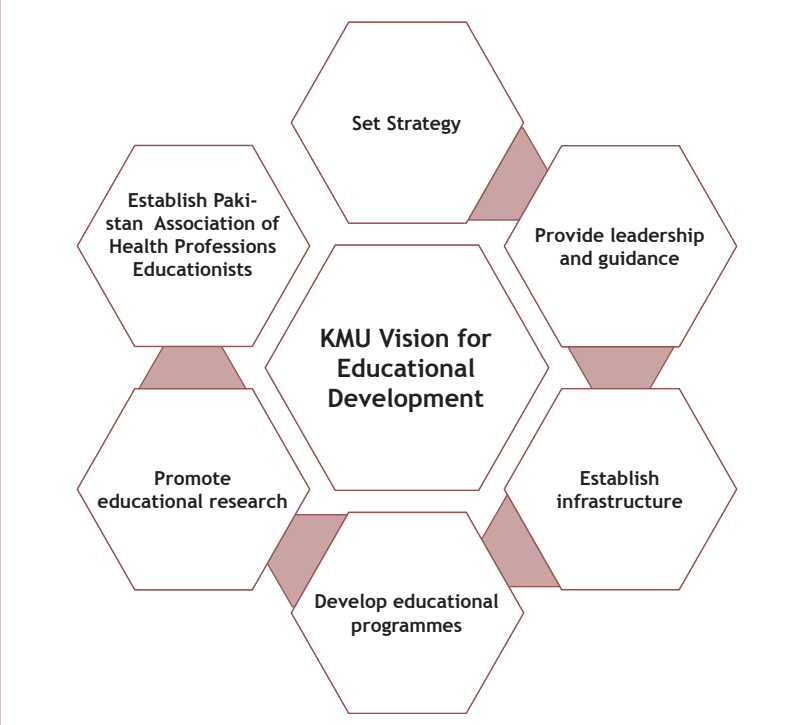 Set Strategy
Provide leadership
and guidance
Establish
infrastructure
Develop educational
programmes
Promote
educational research
Establish Paki-
stan Association of
Health Professions
Educationists
KMU Vision for
Educational
Development